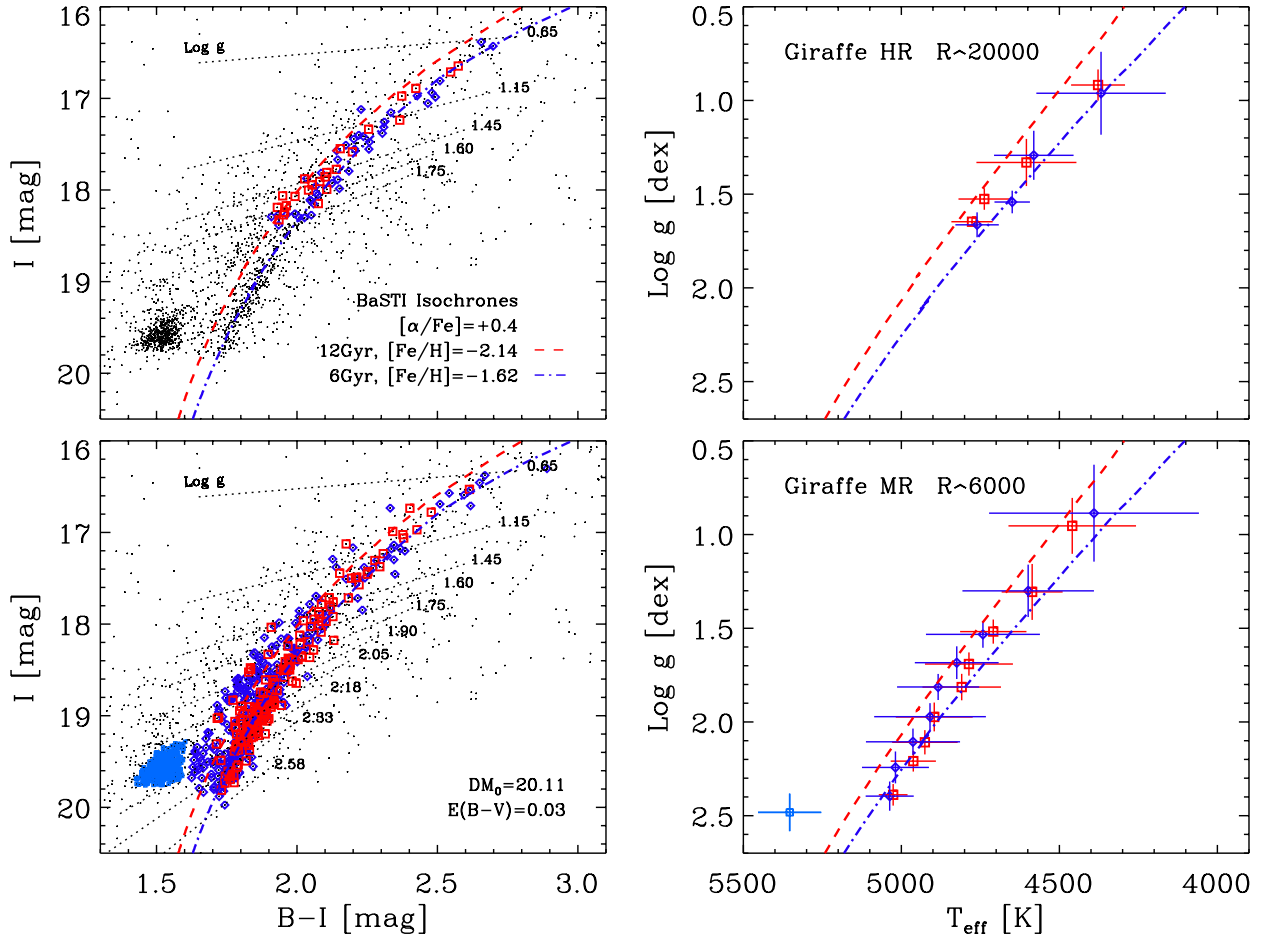 16
17
18
19
20
I [mag]
Log g
0.65
1.15
1.45
1.60
1.75
BaSTI Isochrones
[α/Fe]=+0.4
12Gyr, [Fe/H]=−2.14
6Gyr, [Fe/H]=−1.62
0.5
1.0
1.5
2.0
2.5
Log g [dex]
Giraffe HR R~20000
16
17
18
19
20
I [mag]
Log g
0.65
1.15
1.45
1.60
1.75
1.90
2.05
2.18
2.33
2.58
DM₀=20.11
E(B−V)=0.03
1.5 2.0 2.5 3.0
B−I [mag]
0.5
1.0
1.5
2.0
2.5
Log g [dex]
Giraffe MR R~6000
5500 5000 4500 4000
T_eff [K]